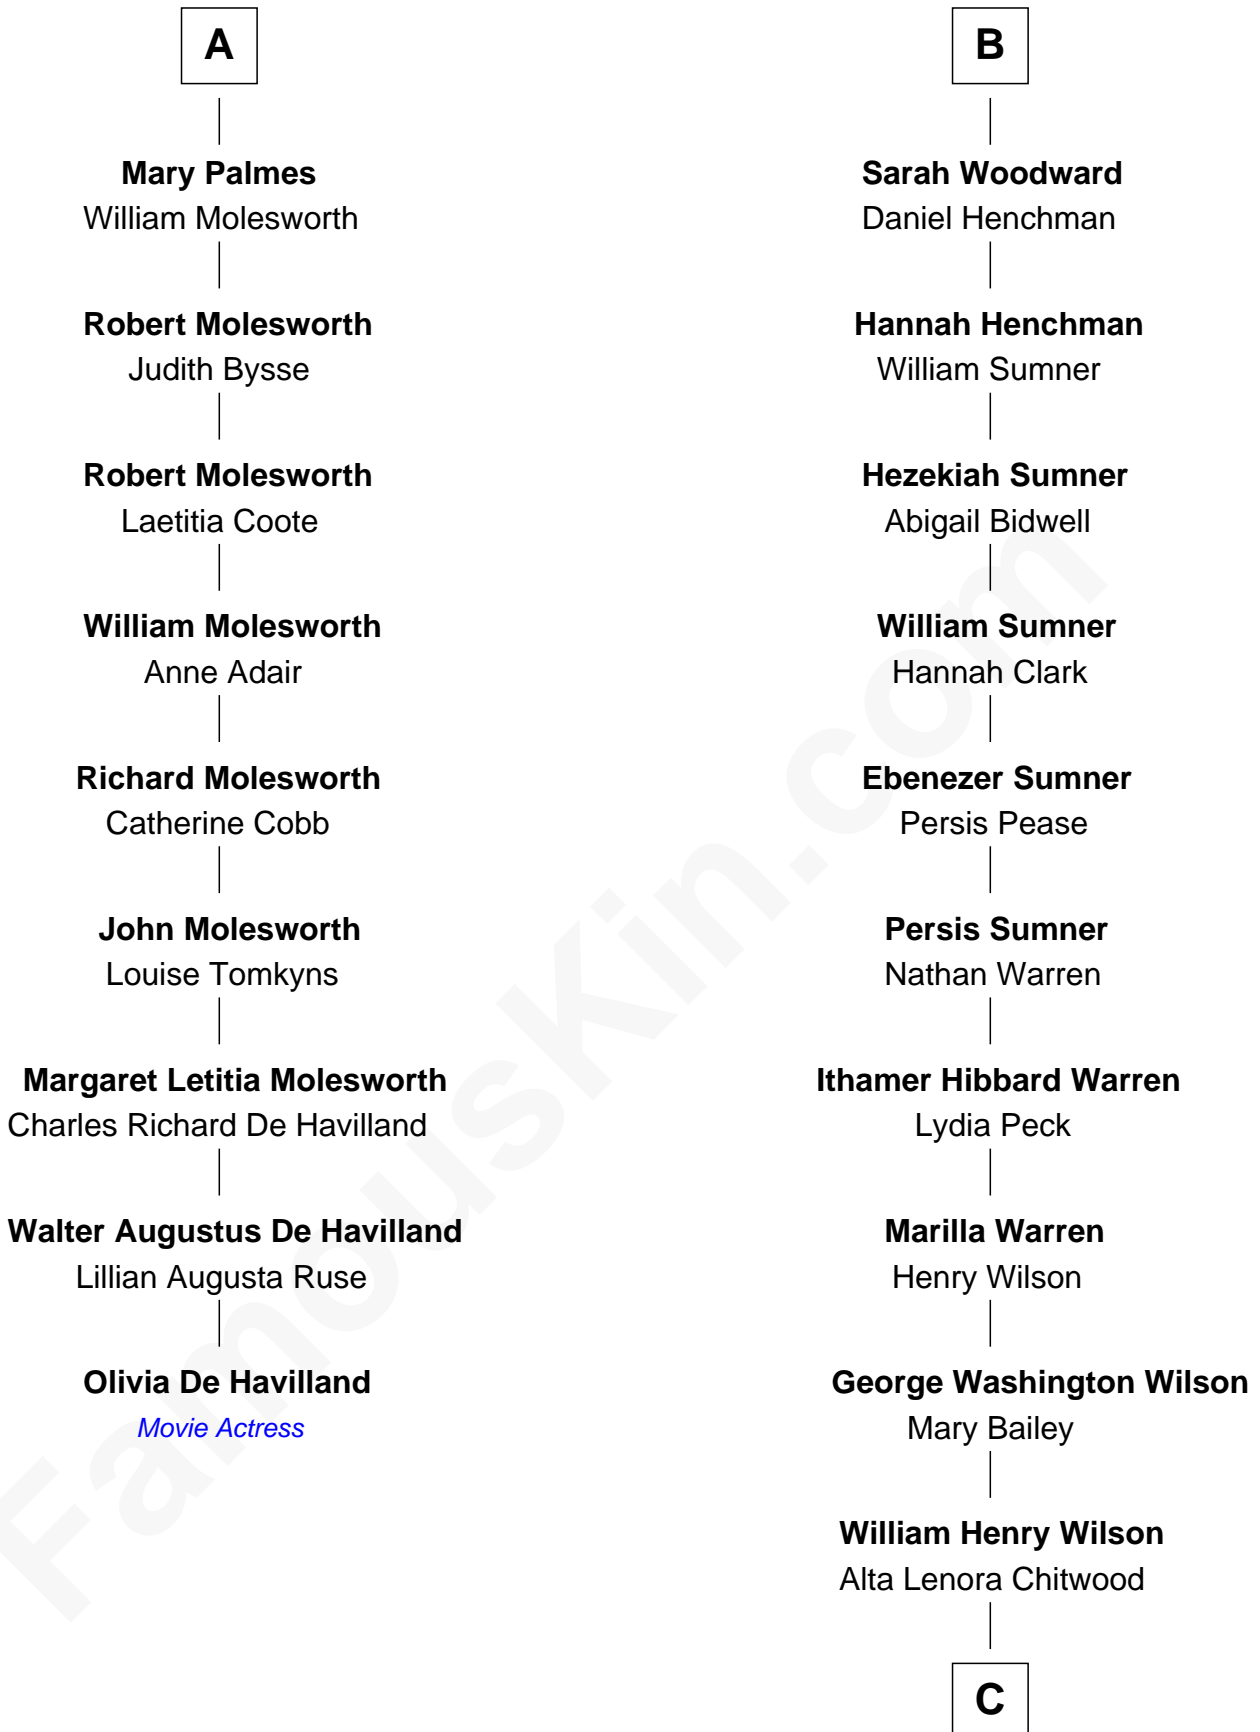 A
Mary Palmes
William Molesworth
Robert Molesworth
Judith Bysse
Robert Molesworth
Laetitia Coote
William Molesworth
Anne Adair
Richard Molesworth
Catherine Cobb
John Molesworth
Louise Tomkyns
Margaret Letitia Molesworth
Charles Richard De Havilland
Walter Augustus De Havilland
Lillian Augusta Ruse
Olivia De Havilland
Movie Actress
B
Sarah Woodward
Daniel Henchman
Hannah Henchman
William Sumner
Hezekiah Sumner
Abigail Bidwell
William Sumner
Hannah Clark
Ebenezer Sumner
Persis Pease
Persis Sumner
Nathan Warren
Ithamer Hibbard Warren
Lydia Peck
Marilla Warren
Henry Wilson
George Washington Wilson
Mary Bailey
William Henry Wilson
Alta Lenora Chitwood
C
FamousKin.com